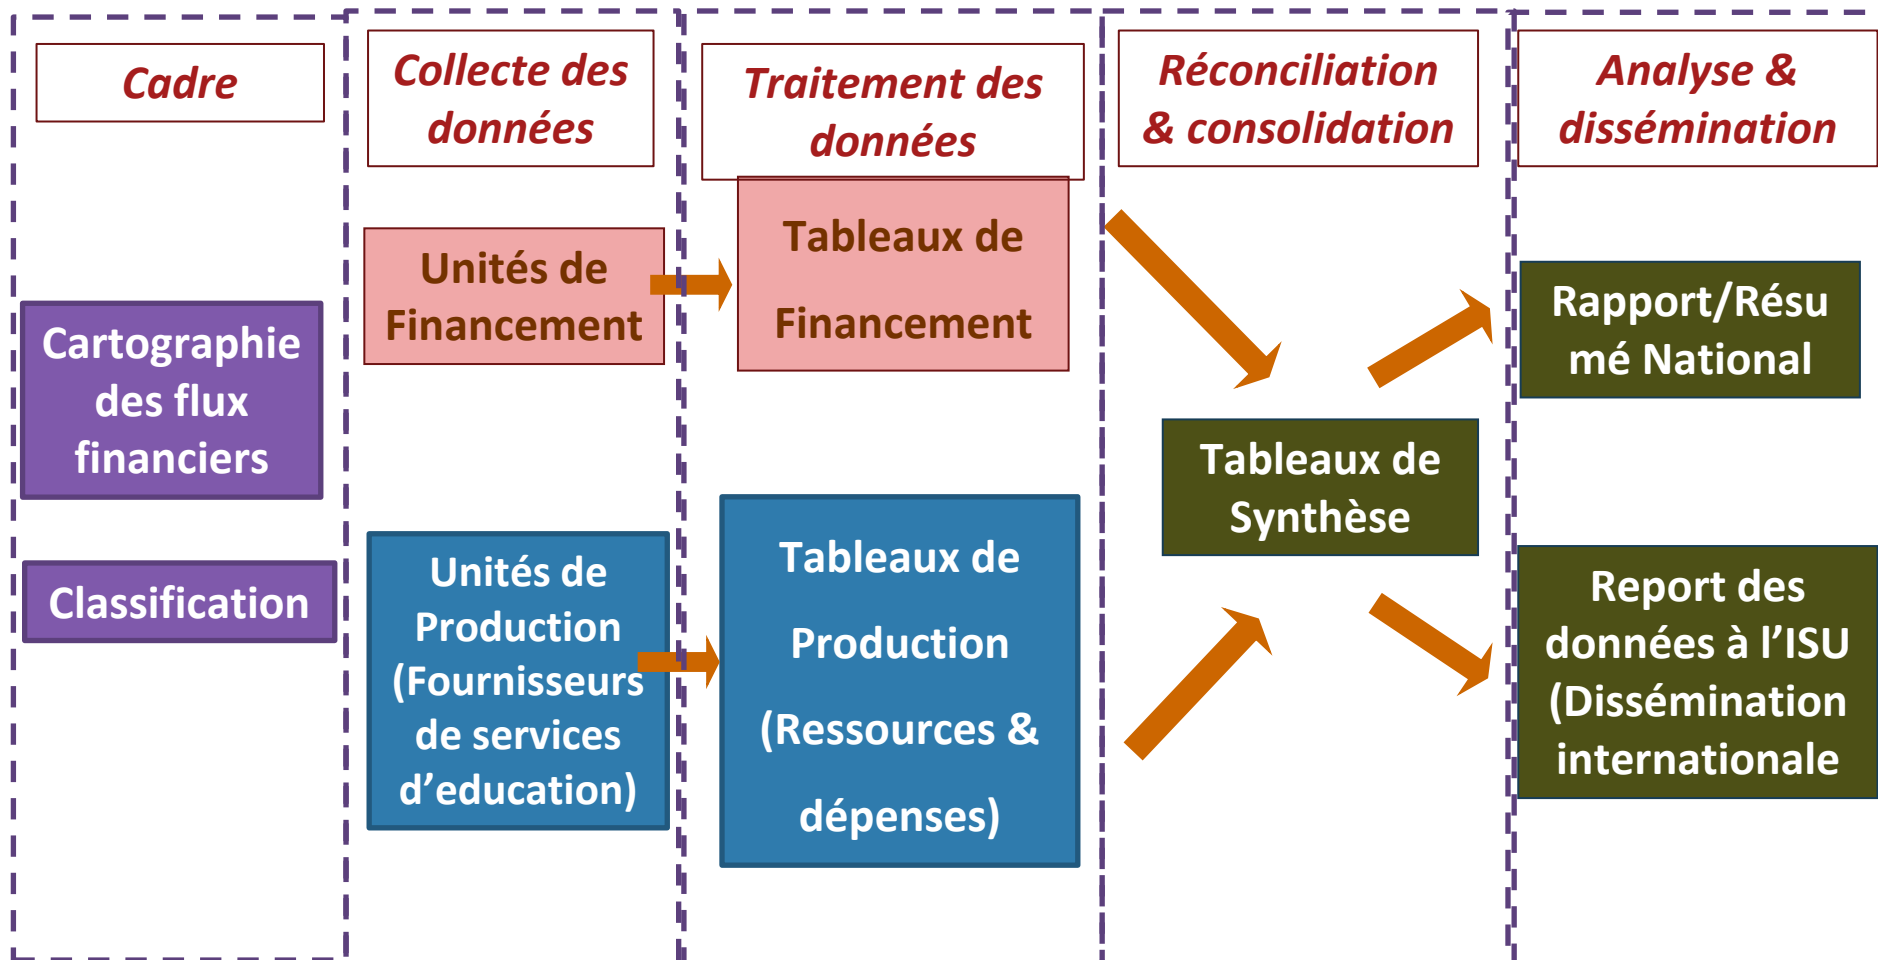 Cadre
Collecte des
données
Traitement des
données
Réconciliation
& consolidation
Analyse &
dissémination
Cartographie
des flux
financiers
Classification
Unités de
Financement
Unités de
Production
(Fournisseurs
de services
d’education)
Tableaux de
Financement
Tableaux de
Production
(Ressources &
dépenses)
Tableaux de
Synthèse
Rapport/Résu
mé National
Report des
données à l’ISU
(Dissémination
internationale